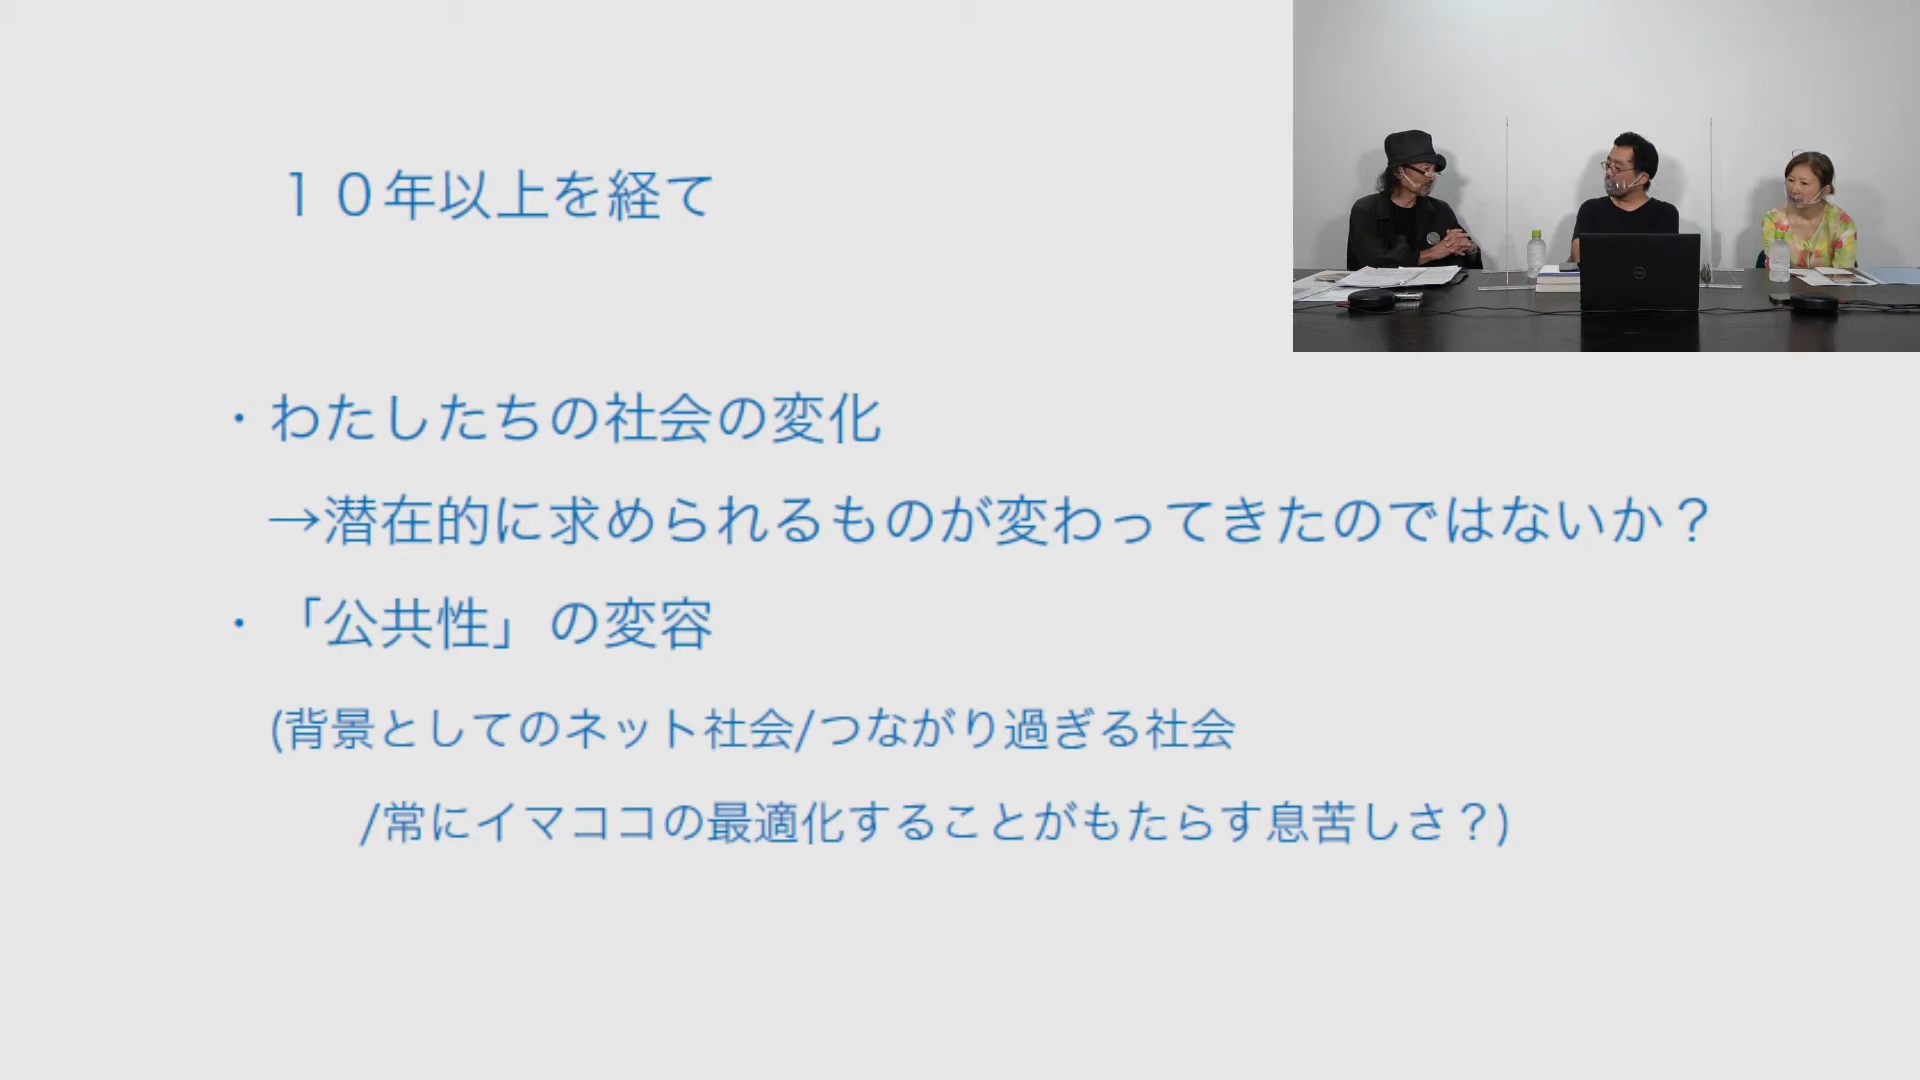 １０年以上を経て
・わたしたちの社会の変化
→潜在的に求められるものが変わってきたのではないか？
・「公共性」の変容
(背景としてのネット社会/つながり過ぎる社会
/常にイマココの最適化することがもたらす息苦しさ？)